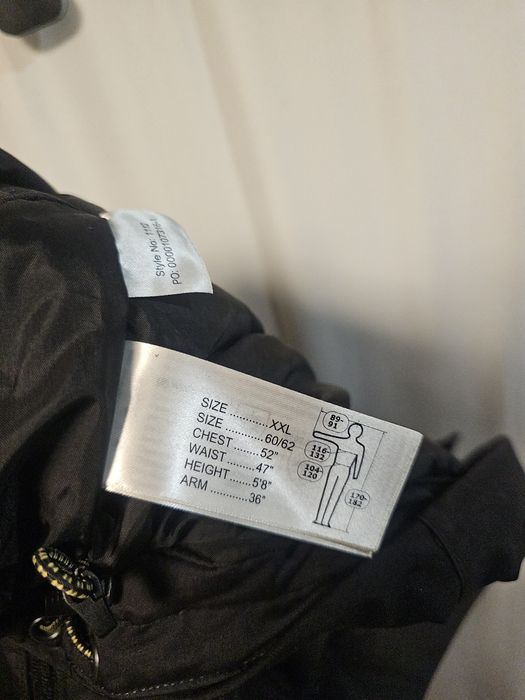 Style No: 11
PO: 00001073
SIZE ............XXL
SIZE ............60/62
CHEST ........52"
WAIST ........47"
HEIGHT .......5'8"
ARM ............36"
89-
91
116-
132
104-
120
170-
182